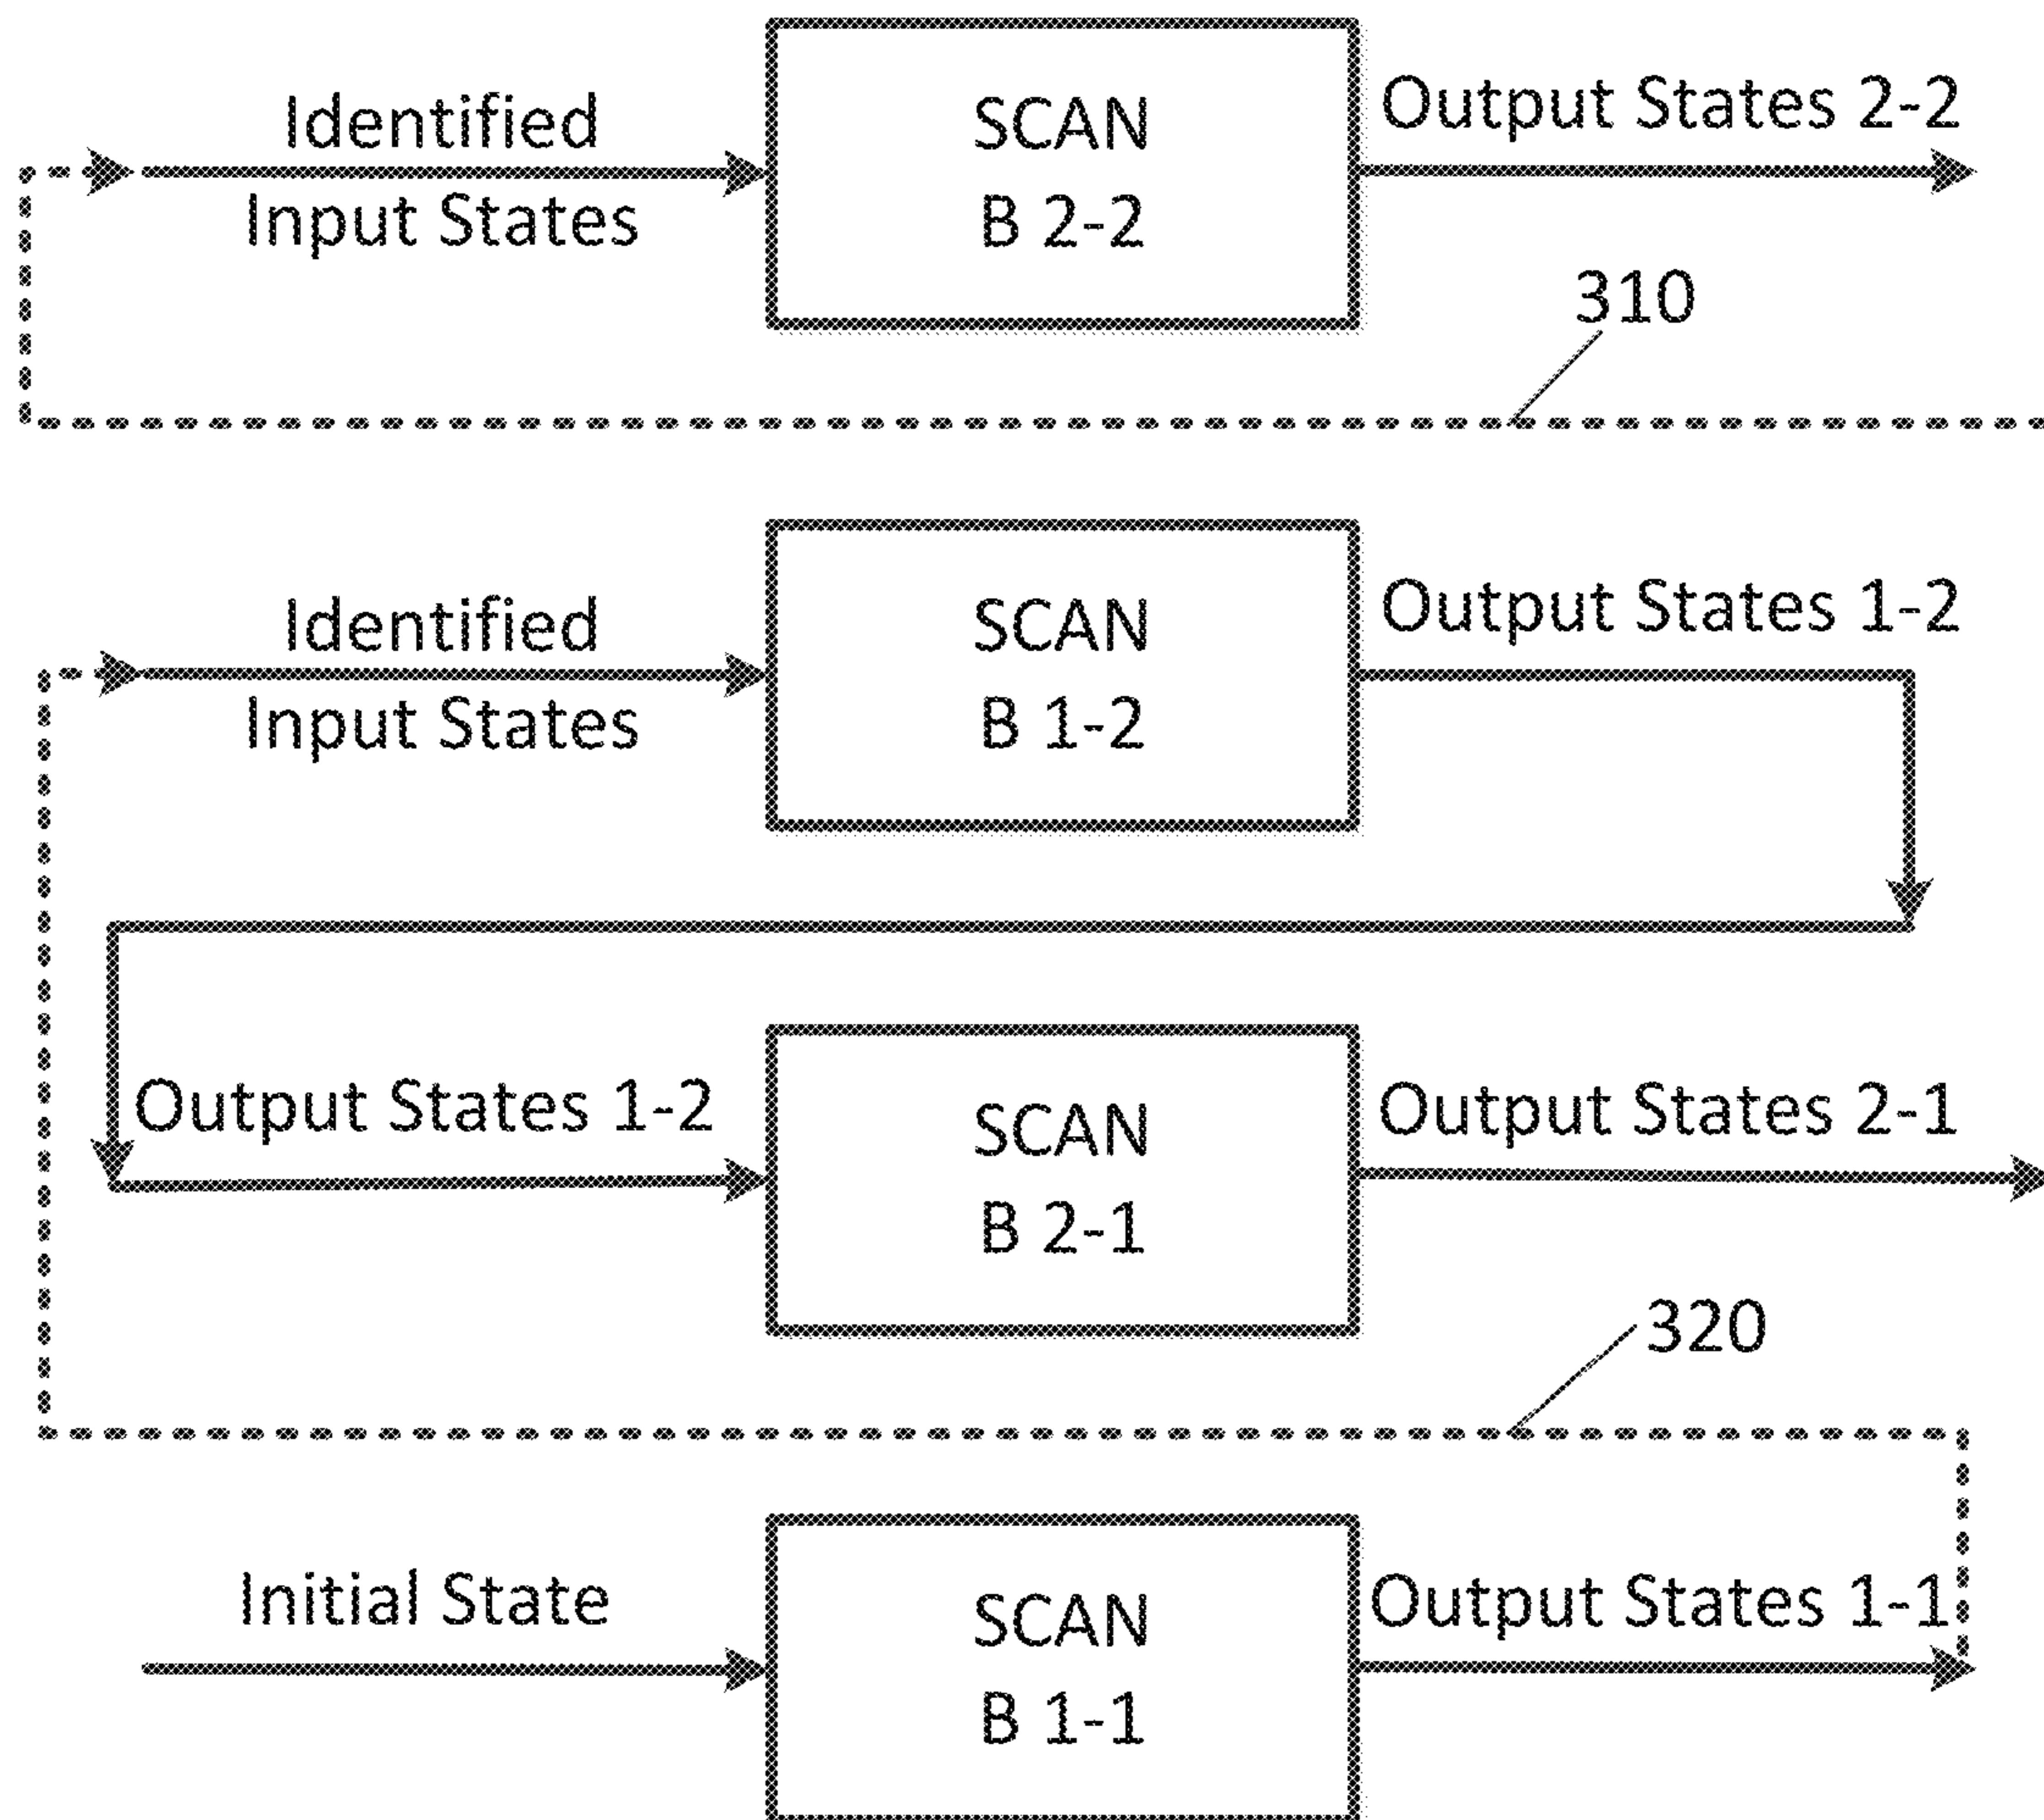 Identified
Input States
SCAN
B 2-2
Output States 2-2
310
Identified
Input States
SCAN
B 1-2
Output States 1-2
Output States 1-2
SCAN
B 2-1
Output States 2-1
320
Initial State
SCAN
B 1-1
Output States 1-1